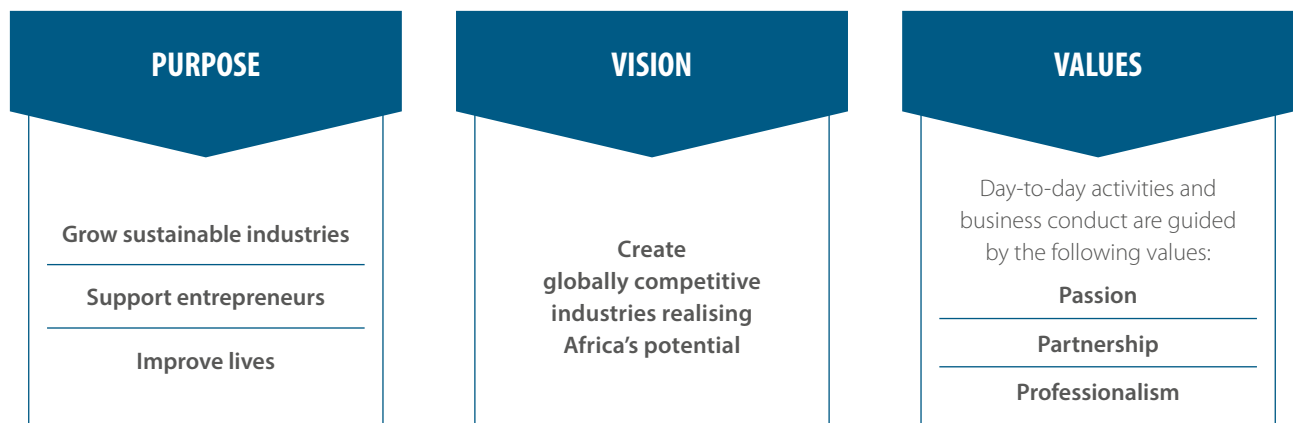 PURPOSE
Grow sustainable industries
Support entrepreneurs
Improve lives
VISION
Create
globally competitive
industries realising
Africa's potential
VALUES
Day-to-day activities and
business conduct are guided
by the following values:
Passion
Partnership
Professionalism